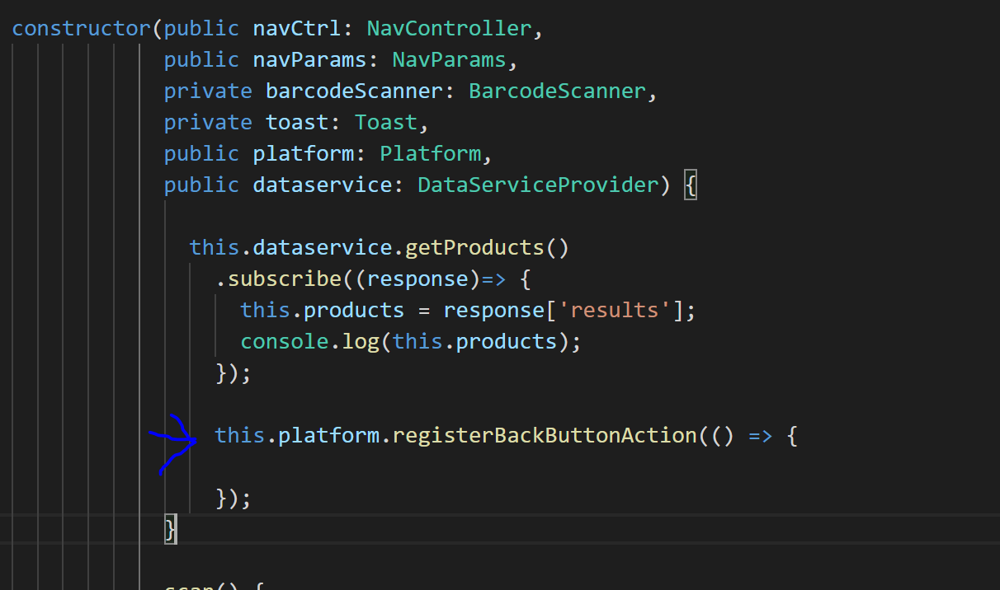 constructor(public navCtrl: NavController,
public navParams: NavParams,
private barcodeScanner: BarcodeScanner,
private toast: Toast,
public platform: Platform,
public dataservice: DataServiceProvider) {
this.dataservice.getProducts()
.subscribe((response)=> {
this.products = response['results'];
console.log(this.products);
});
this.platform.registerBackButtonAction(() => {
});
}
scan() {